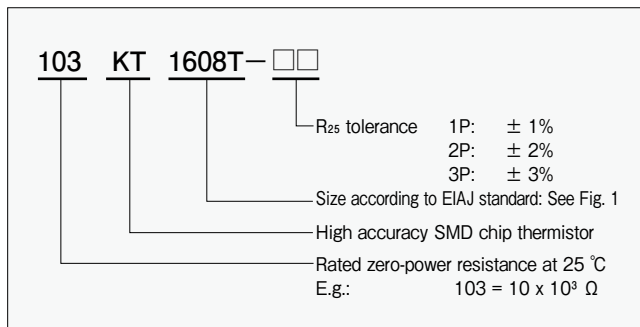 103 KT 1608T－□□
R₂₅ tolerance 1P: ± 1%
2P: ± 2%
3P: ± 3%
Size according to EIAJ standard: See Fig. 1
High accuracy SMD chip thermistor
Rated zero-power resistance at 25 ℃
E.g.: 103 = 10 x 10³ Ω